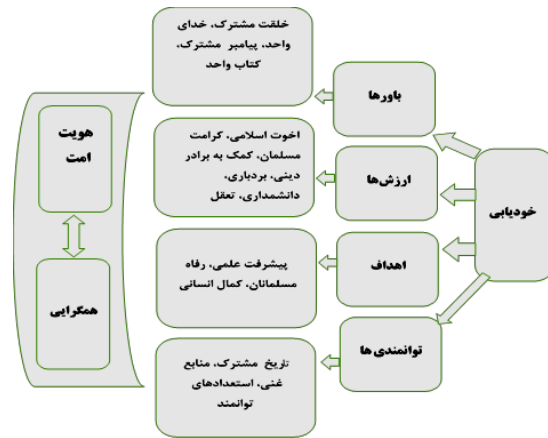 خودیابی
باورها
خلقت مشترک، خدای
واحد، پیامبر مشترک،
کتاب واحد
ارزش‌ها
اخوت اسلامی، کرامت
مسلمان، کمک به برادر
دینی، بردباری،
دانشمداری، تعقل
اهداف
پیشرفت علمی، رفاه
مسلمانان، کمال انسانی
توانمندی‌ها
تاریخ مشترک، منابع
غنی، استعدادهای
توانمند
هویت
امت
همگرایی